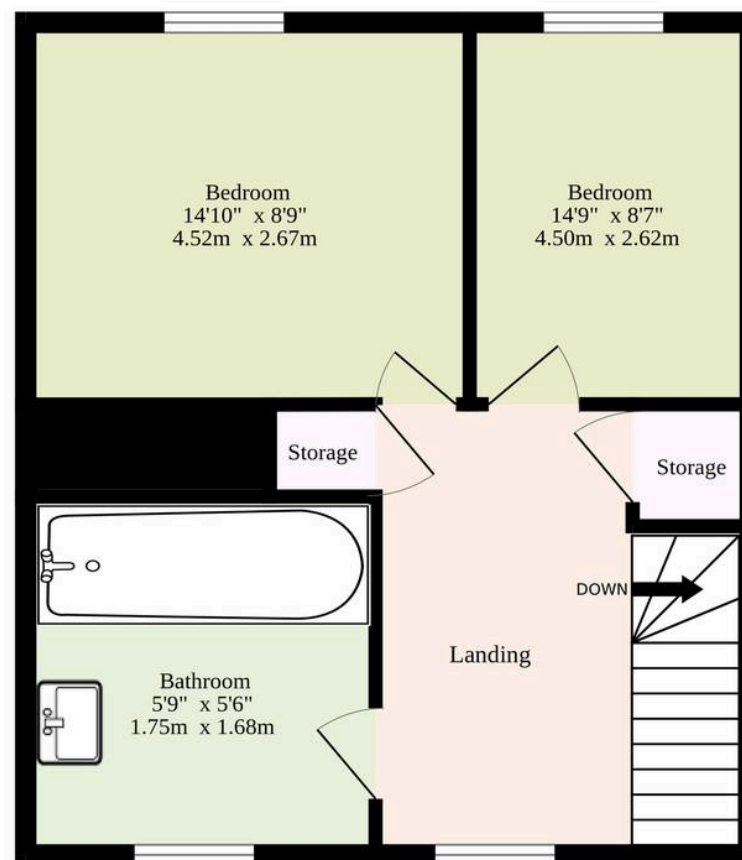 Bedroom
14'10" x 8'9"
4.52m x 2.67m
Bedroom
14'9" x 8'7"
4.50m x 2.62m
Storage
Storage
DOWN
Landing
Bathroom
5'9" x 5'6"
1.75m x 1.68m